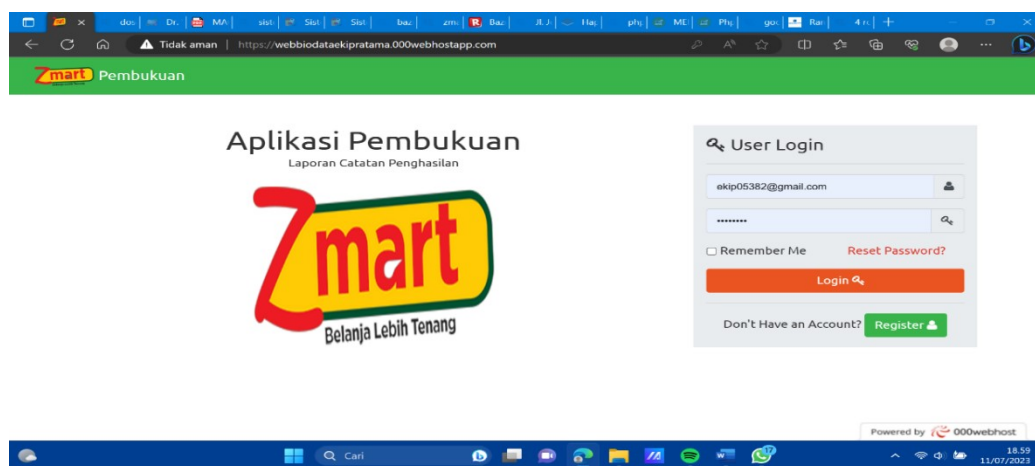 Tidak aman | https://webbiodataekipratama.000webhostapp.com
Zmart Pembukuan
Aplikasi Pembukuan
Laporan Catatan Penghasilan
Zmart
Belanja Lebih Tenang
User Login
ekip05382@gmail.com
Remember Me Reset Password?
Login
Don't Have an Account? Register
Powered by 000webhost
Cari
18.59
11/07/2023